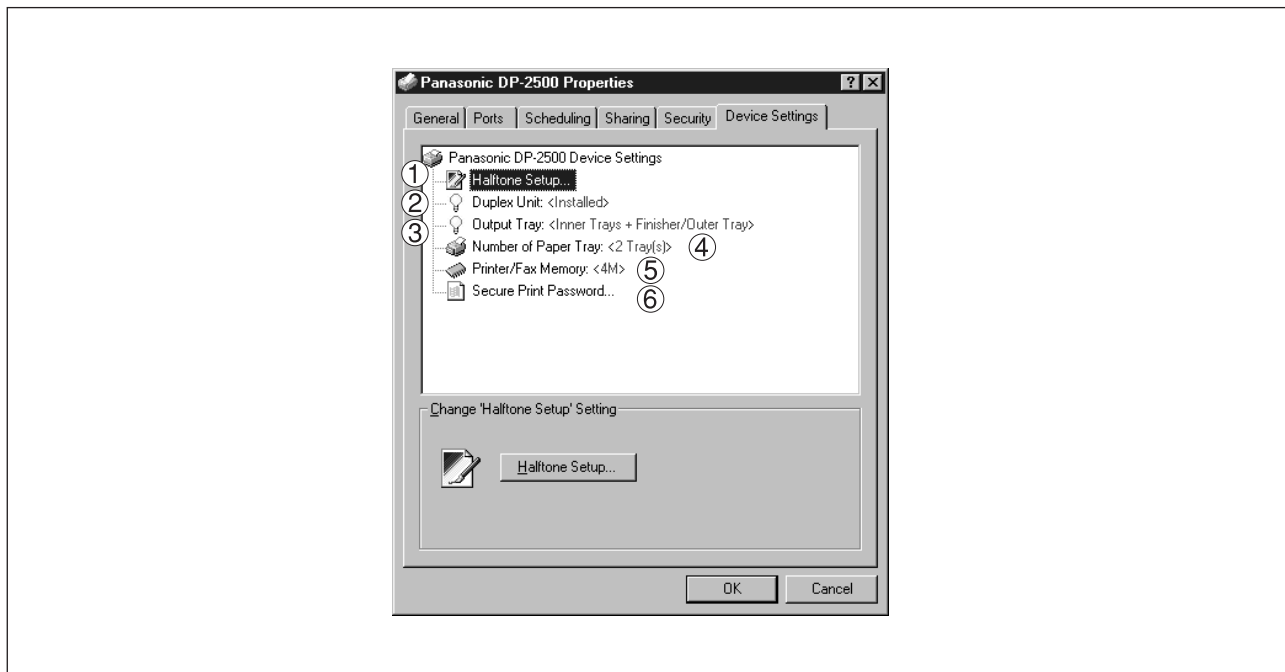 Panasonic DP-2500 Properties ? ×
General Ports Scheduling Sharing Security Device Settings
Panasonic DP-2500 Device Settings
① Halftone Setup...
② Duplex Unit: <Installed>
③ Output Tray: <Inner Trays + Finisher/Outer Tray>
Number of Paper Tray: <2 Tray(s)> ④
Printer/Fax Memory: <4M> ⑤
Secure Print Password... ⑥
Change 'Halftone Setup' Setting
Halftone Setup...
OK Cancel